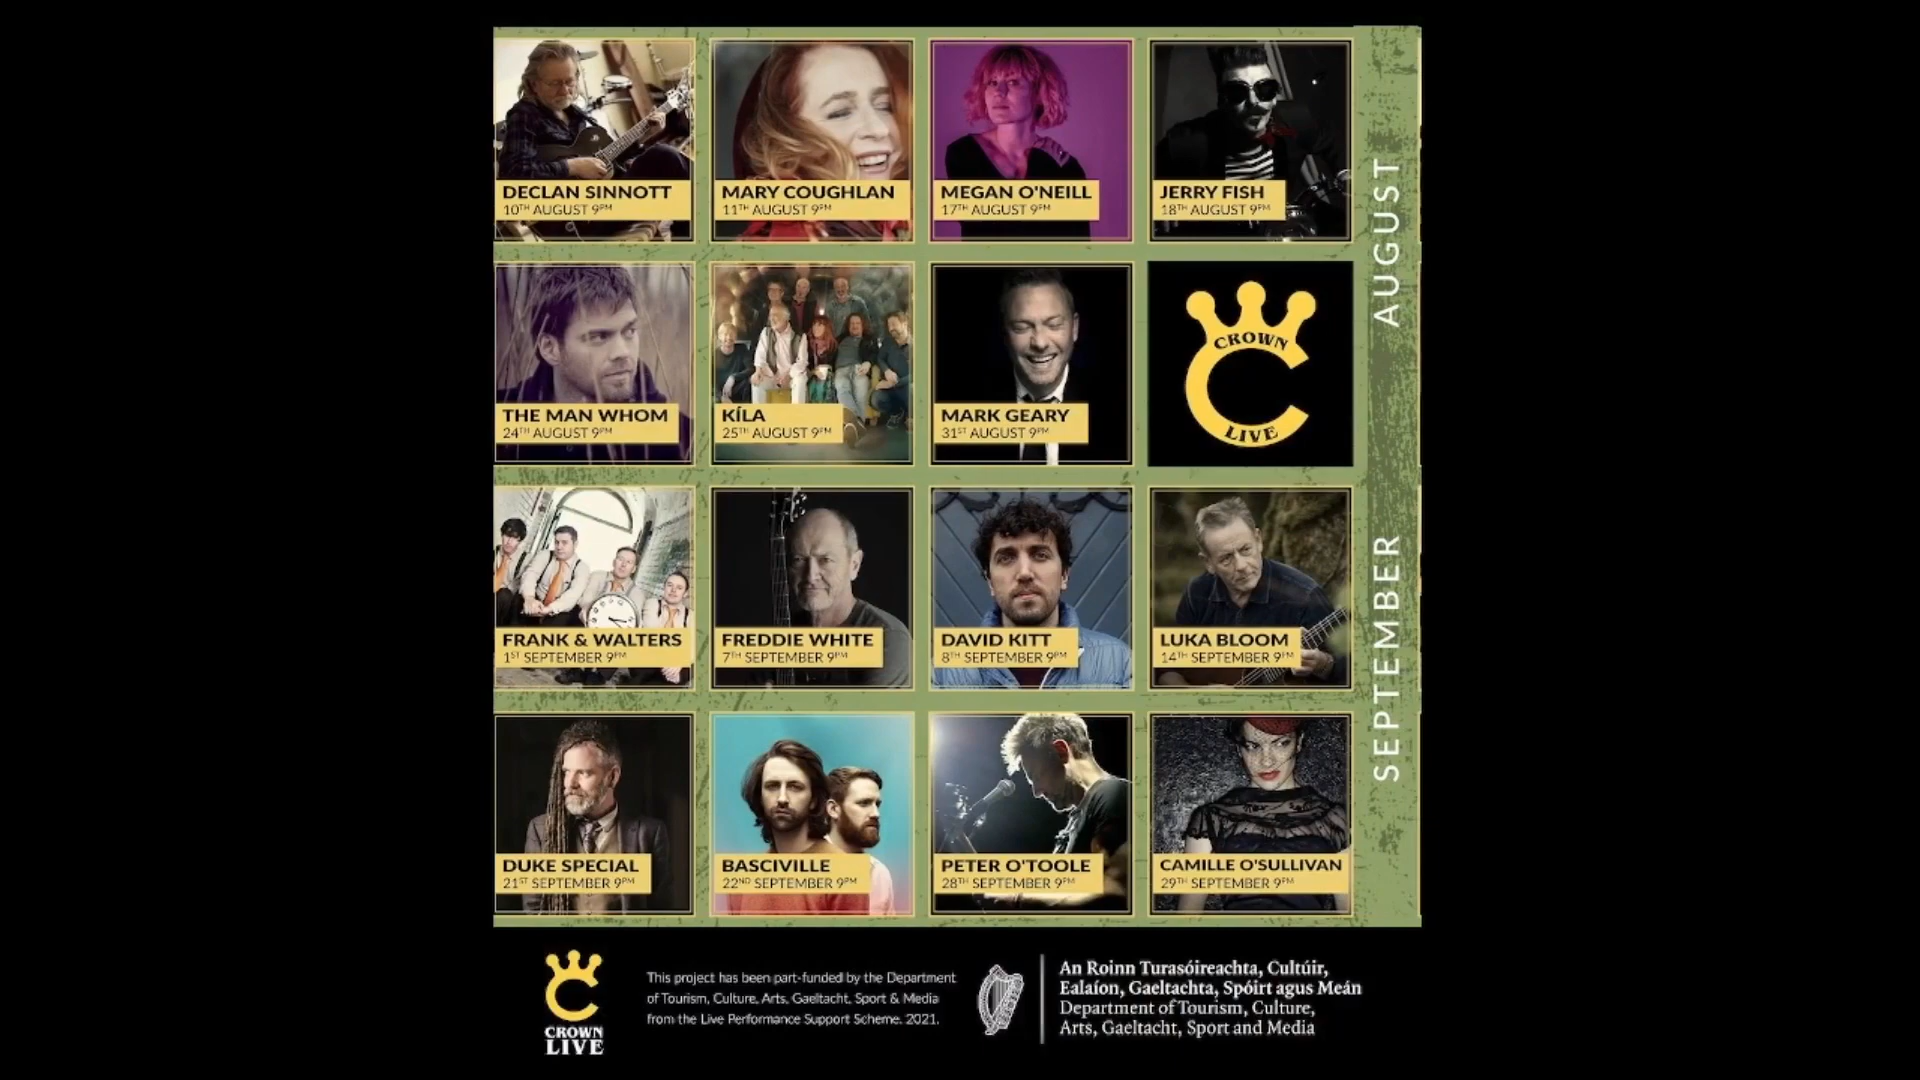 DECLAN SINNOTT
10TH AUGUST 9PM
MARY COUGHLAN
11TH AUGUST 9PM
MEGAN O'NEILL
17TH AUGUST 9PM
JERRY FISH
18TH AUGUST 9PM
AUGUST
THE MAN WHOM
24TH AUGUST 9PM
KÍLA
25TH AUGUST 9PM
MARK GEARY
31ST AUGUST 9PM
CROWN
LIVE
FRANK & WALTERS
1ST SEPTEMBER 9PM
FREDDIE WHITE
7TH SEPTEMBER 9PM
DAVID KITT
8TH SEPTEMBER 9PM
LUKA BLOOM
14TH SEPTEMBER 9PM
SEPTEMBER
DUKE SPECIAL
21ST SEPTEMBER 9PM
BASCIVILLE
22ND SEPTEMBER 9PM
PETER O'TOOLE
28TH SEPTEMBER 9PM
CAMILLE O'SULLIVAN
29TH SEPTEMBER 9PM
CROWN
LIVE
This project has been part-funded by the Department
of Tourism, Culture, Arts, Gaeltacht, Sport & Media
from the Live Performance Support Scheme. 2021.
An Roinn Turasóireachta, Cultúir,
Ealaíon, Gaeltachta, Spóirt agus Meán
Department of Tourism, Culture,
Arts, Gaeltacht, Sport and Media